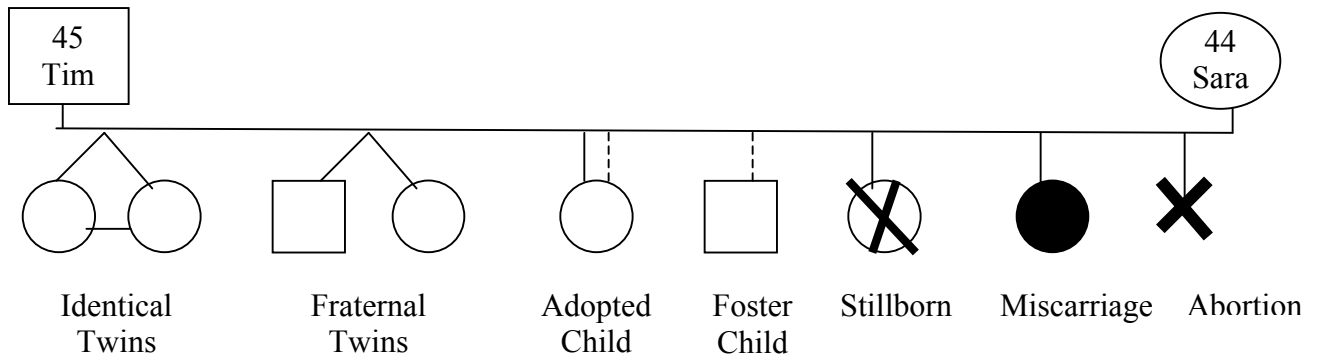 45
Tim
44
Sara
Identical
Twins
Fraternal
Twins
Adopted
Child
Foster
Child
Stillborn
Miscarriage
Abortion